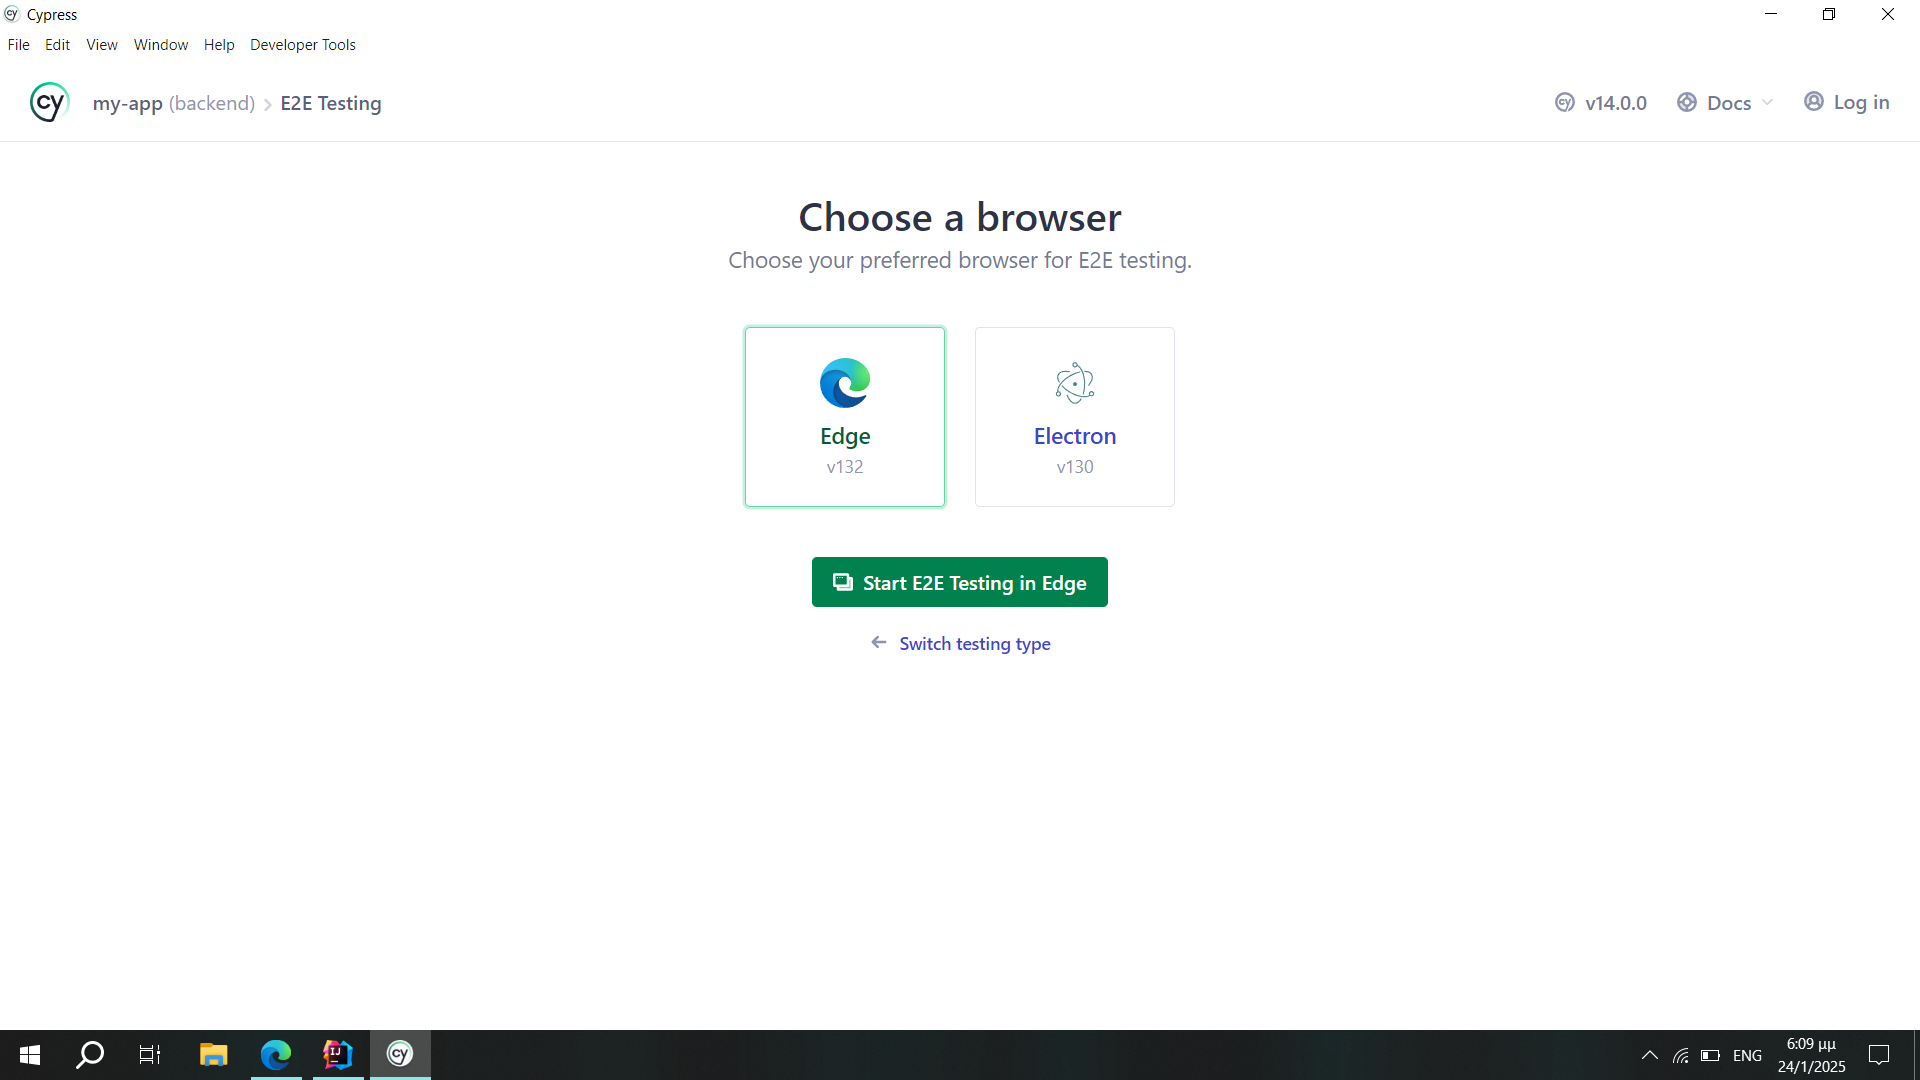 Cypress
File Edit View Window Help Developer Tools
cy my-app (backend) E2E Testing v14.0.0 Docs Log in
Choose a browser
Choose your preferred browser for E2E testing.
Edge
v132
Electron
v130
Start E2E Testing in Edge
Switch testing type
ENG
6:09 μμ
24/1/2025